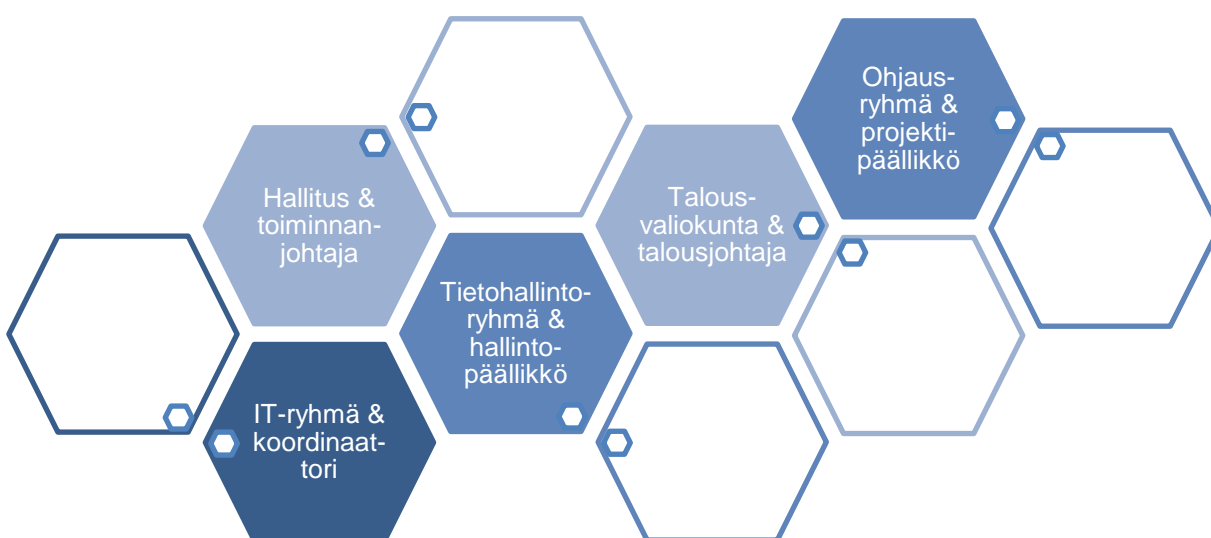 Hallitus &
toiminnan-
johtaja
IT-ryhmä &
koordinaat-
tori
Tietohallinto-
ryhmä &
hallinto-
päällikkö
Talous-
valiokunta &
talousjohtaja
Ohjaus-
ryhmä &
projekti-
päällikkö